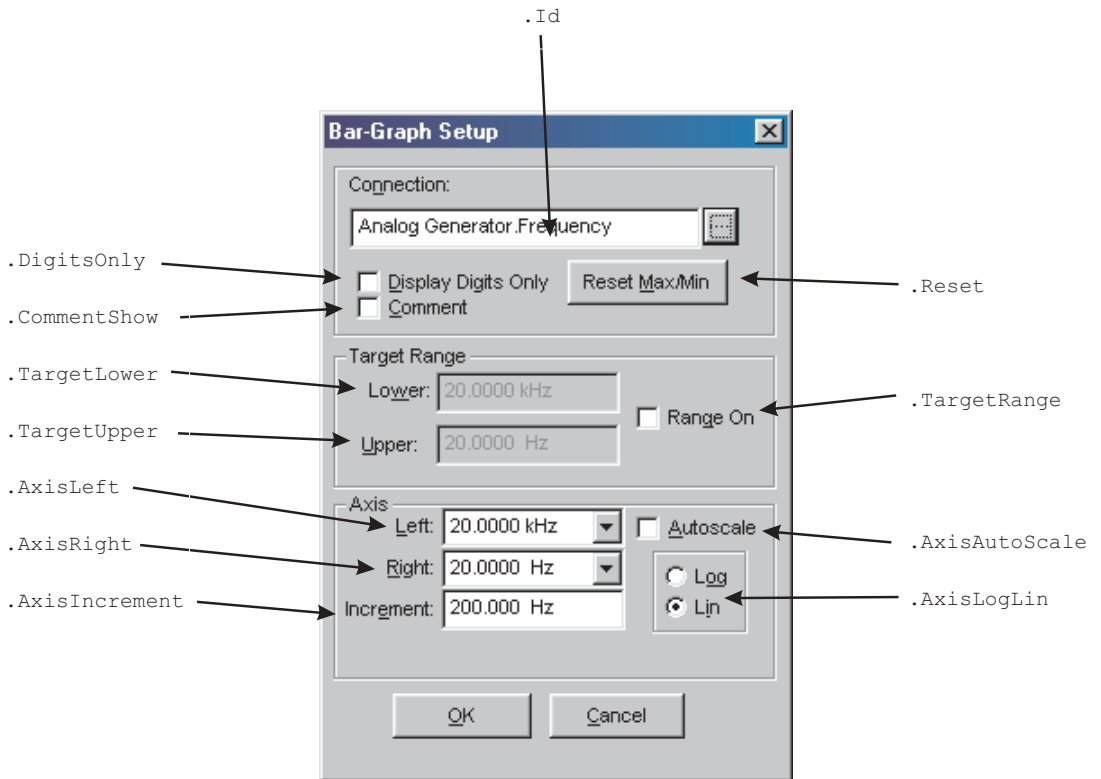 .Id
Bar-Graph Setup
Connection:
Analog Generator.Frequency
...
.DigitsOnly
Display Digits Only
Reset Max/Min
.Reset
.CommentShow
Comment
Target Range
.TargetLower
Lower: 20.0000 kHz
Range On
.TargetRange
.TargetUpper
Upper: 20.0000 Hz
Axis
.AxisLeft
Left: 20.0000 kHz
Autoscale
.AxisAutoScale
.AxisRight
Right: 20.0000 Hz
Log
.AxisIncrement
Increment: 200.000 Hz
Lin
.AxisLogLin
OK
Cancel